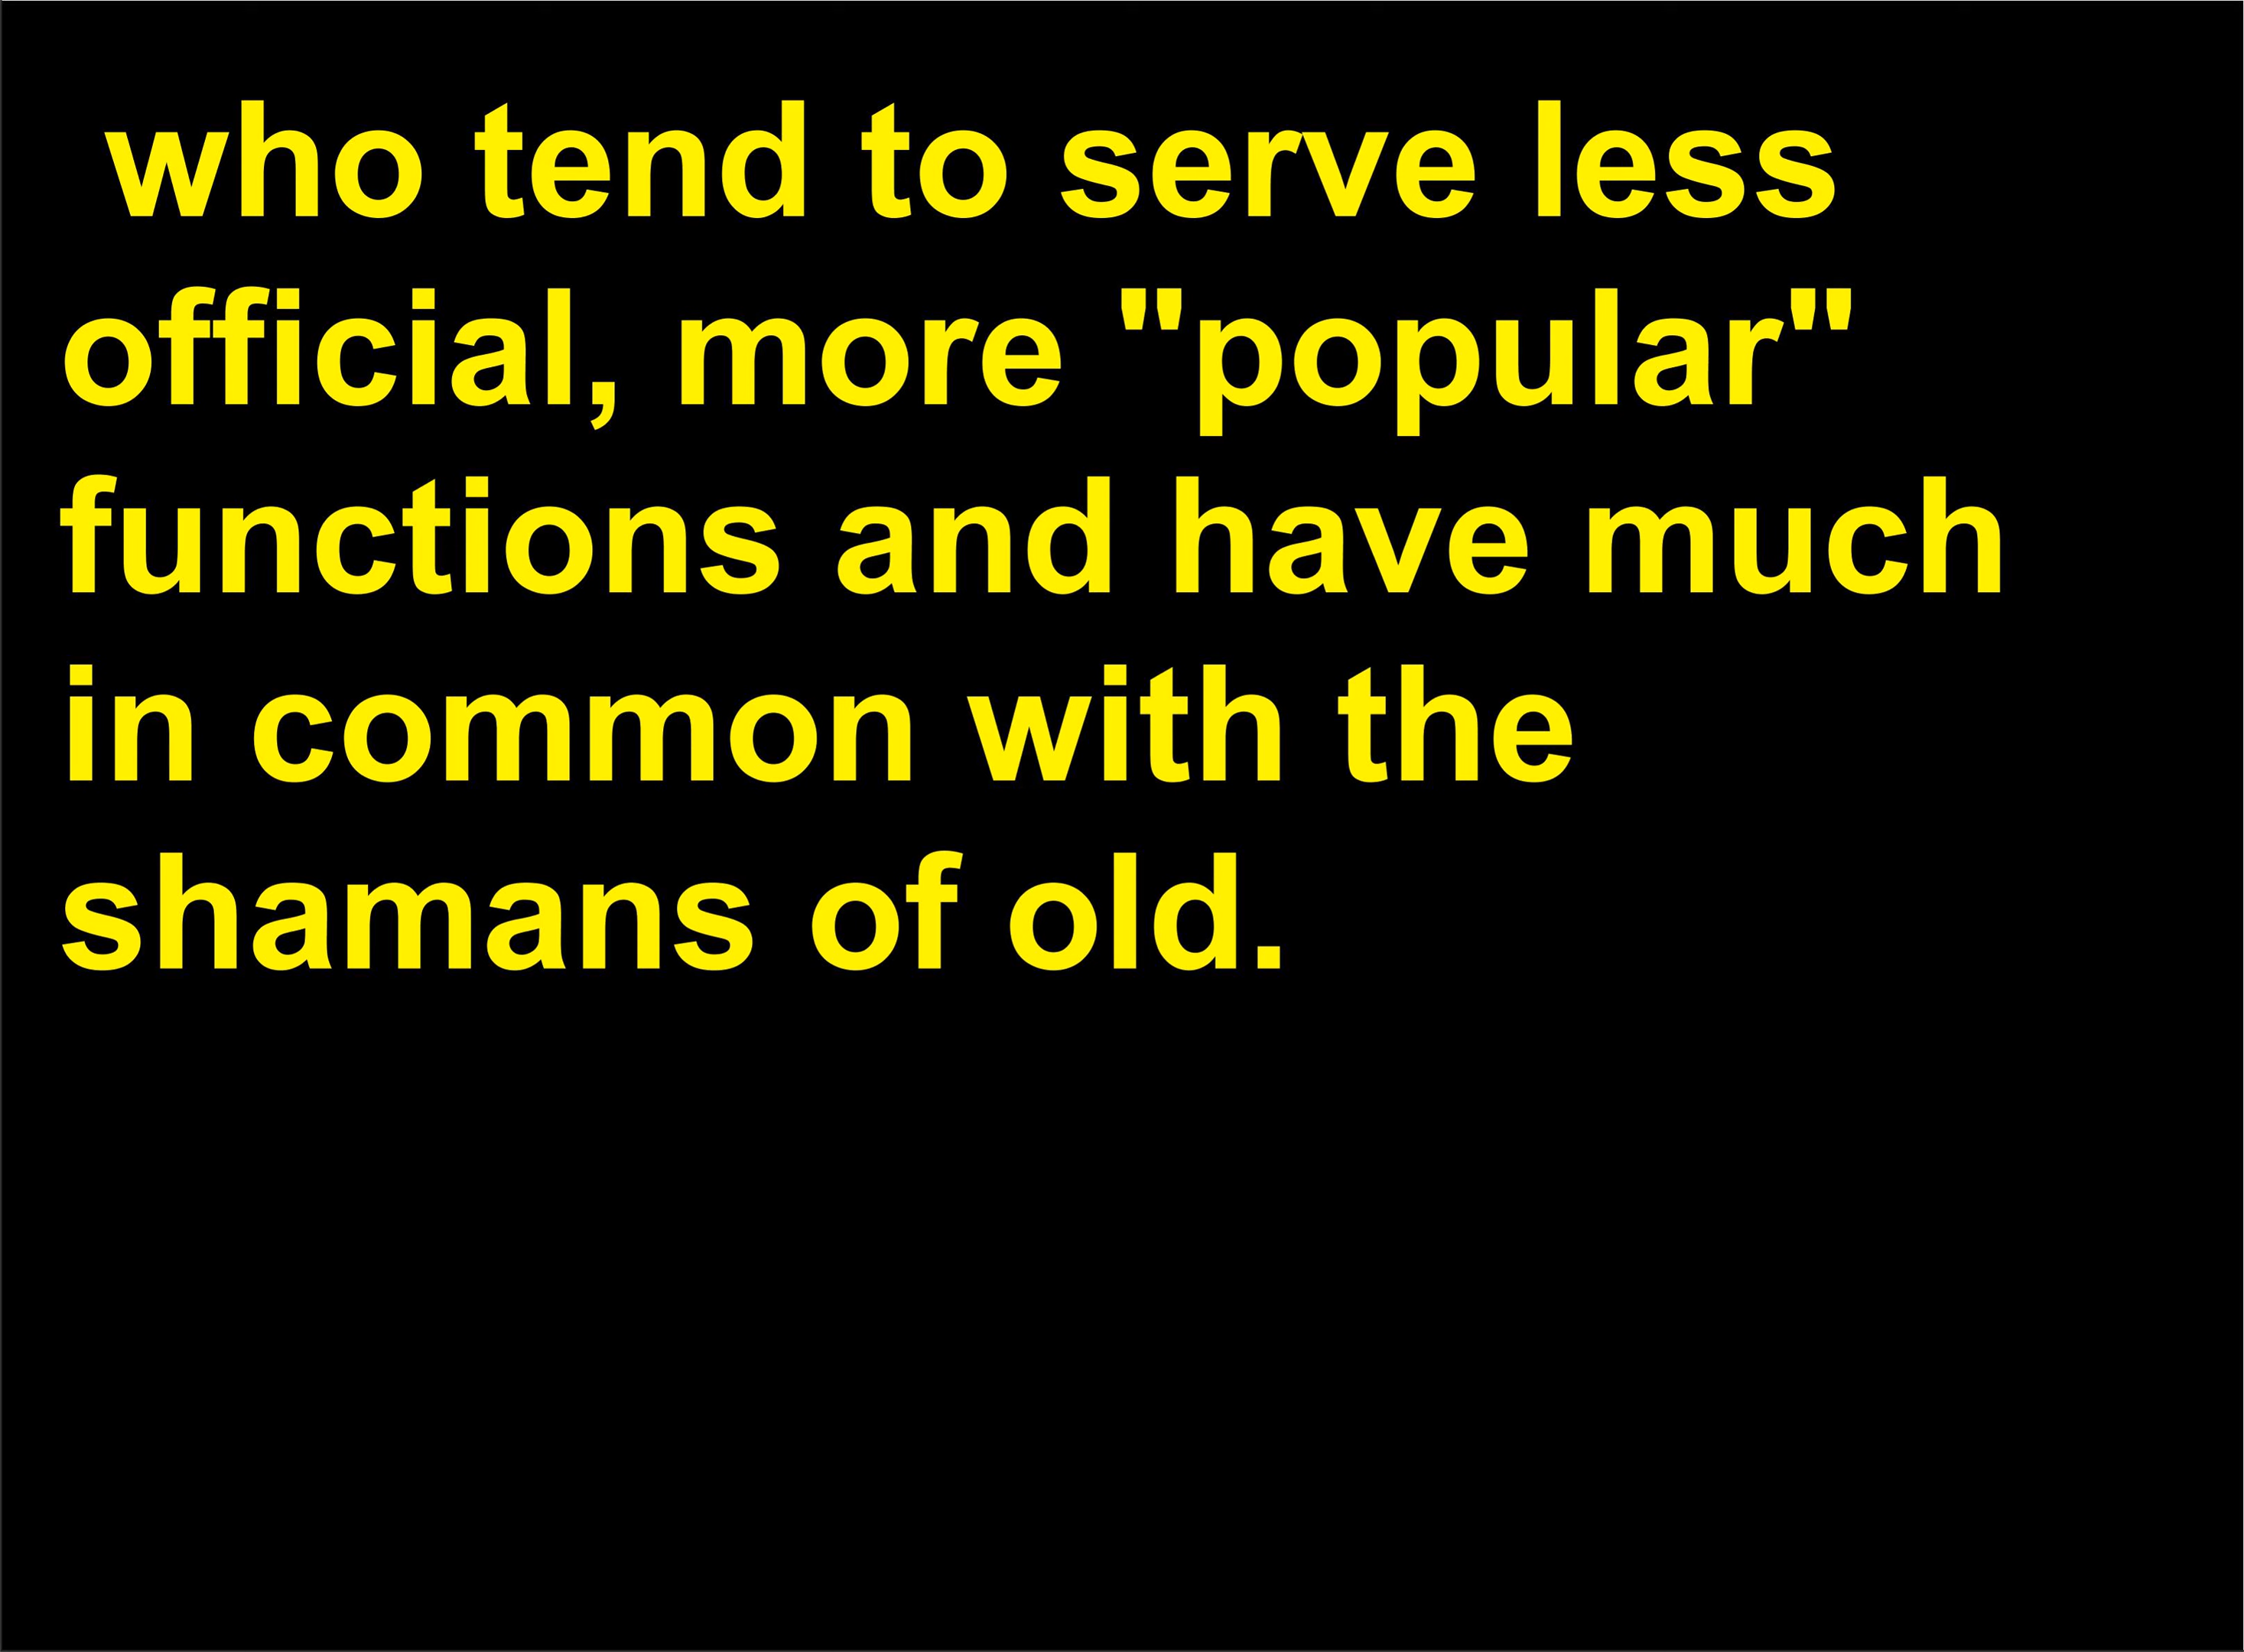 who tend to serve less
official, more "popular"
functions and have much
in common with the
shamans of old.